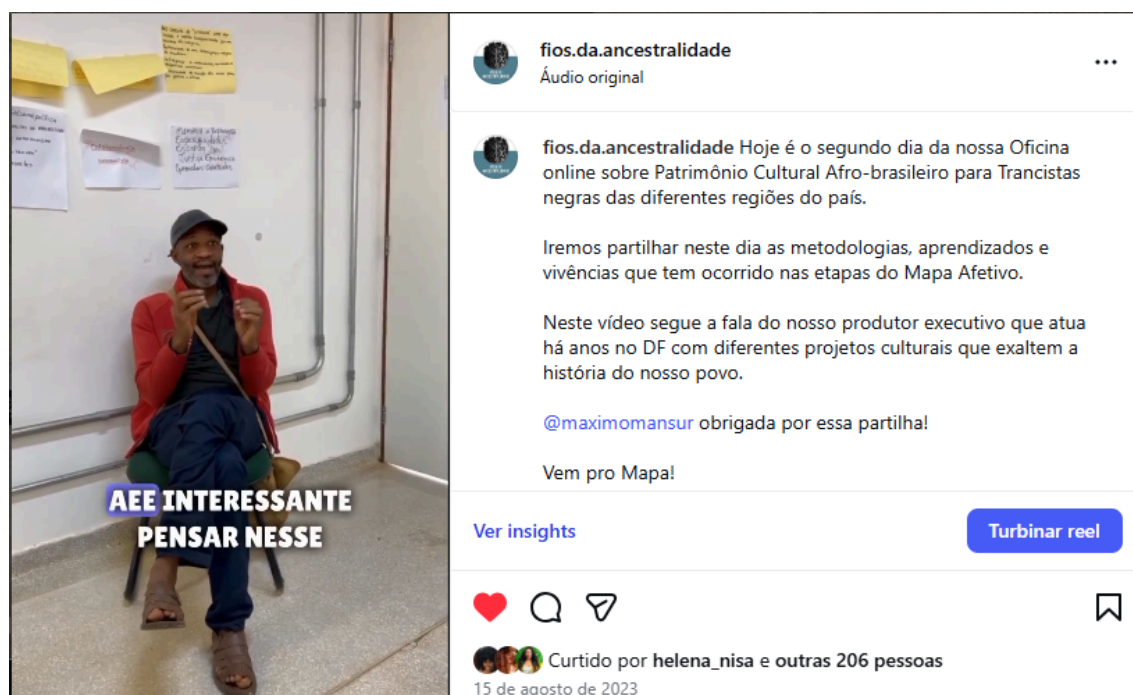 Colaboração
AEE INTERESSANTE
PENSAR NESSE
fios.da.ancestralidade
Áudio original
fios.da.ancestralidade Hoje é o segundo dia da nossa Oficina
online sobre Patrimônio Cultural Afro-brasileiro para Trancistas
negras das diferentes regiões do país.
Iremos partilhar neste dia as metodologias, aprendizados e
vivências que tem ocorrido nas etapas do Mapa Afetivo.
Neste vídeo segue a fala do nosso produtor executivo que atua
há anos no DF com diferentes projetos culturais que exaltem a
história do nosso povo.
@maximomansur obrigada por essa partilha!
Vem pro Mapa!
Ver insights
Turbinar reel
Curtido por helena_nisa e outras 206 pessoas
15 de agosto de 2023